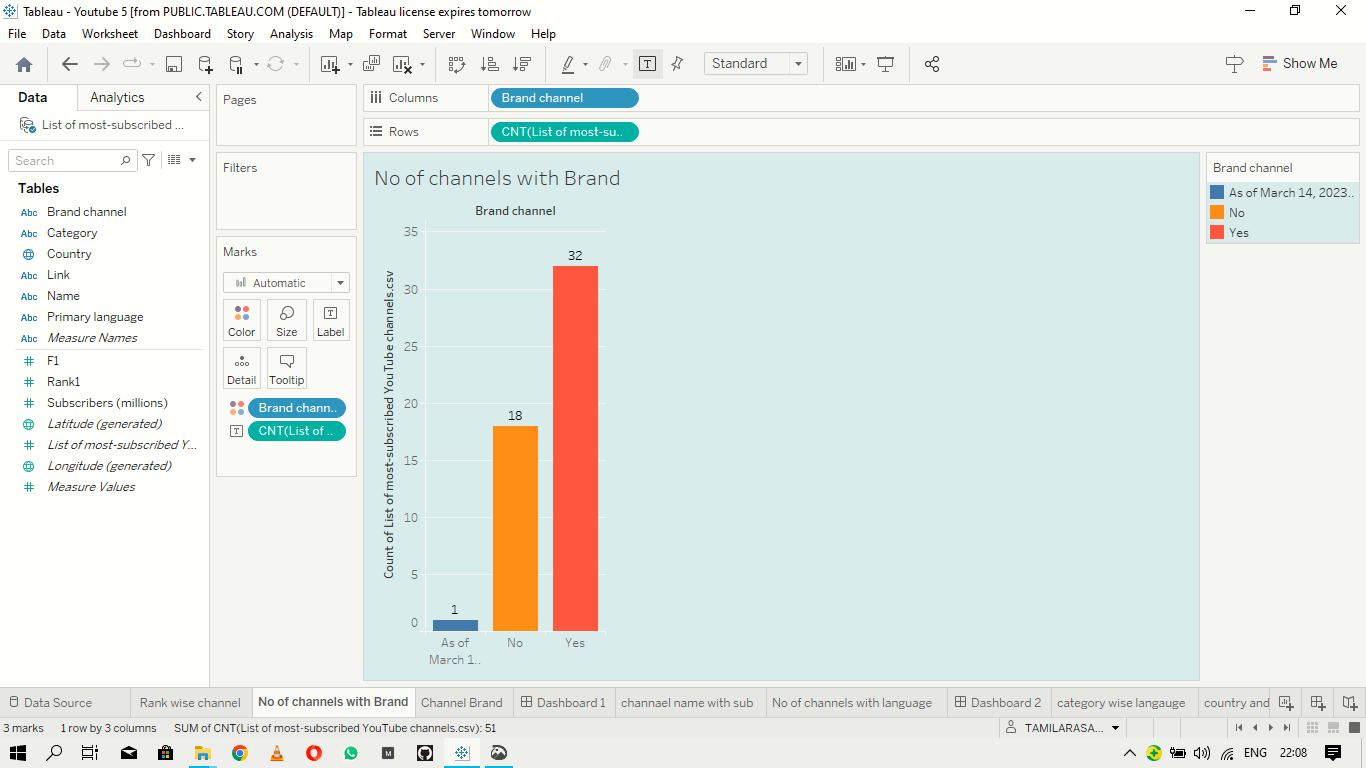 Tableau - Youtube 5 [from PUBLIC.TABLEAU.COM (DEFAULT)] - Tableau license expires tomorrow
File Data Worksheet Dashboard Story Analysis Map Format Server Window Help
Standard
Show Me
Data Analytics
List of most-subscribed ...
Search
Tables
Abc Brand channel
Abc Category
Country
Abc Link
Abc Name
Abc Primary language
Abc Measure Names
# F1
# Rank1
# Subscribers (millions)
Latitude (generated)
# List of most-subscribed Y...
Longitude (generated)
# Measure Values
Pages
Filters
Marks
Automatic
Color Size Label
Detail Tooltip
Brand chann..
CNT(List of ..
Columns Brand channel
Rows CNT(List of most-su..
No of channels with Brand
Brand channel
Count of List of most-subscribed YouTube channels.csv
35
30
25
20
15
10
5
0
1
18
32
As of
March 1..
No
Yes
Brand channel
As of March 14, 2023..
No
Yes
Data Source Rank wise channel No of channels with Brand Channel Brand Dashboard 1 channael name with sub No of channels with language Dashboard 2 category wise langauge country and
3 marks 1 row by 3 columns SUM of CNT(List of most-subscribed YouTube channels.csv): 51 TAMILARASA...
M ENG 22:08